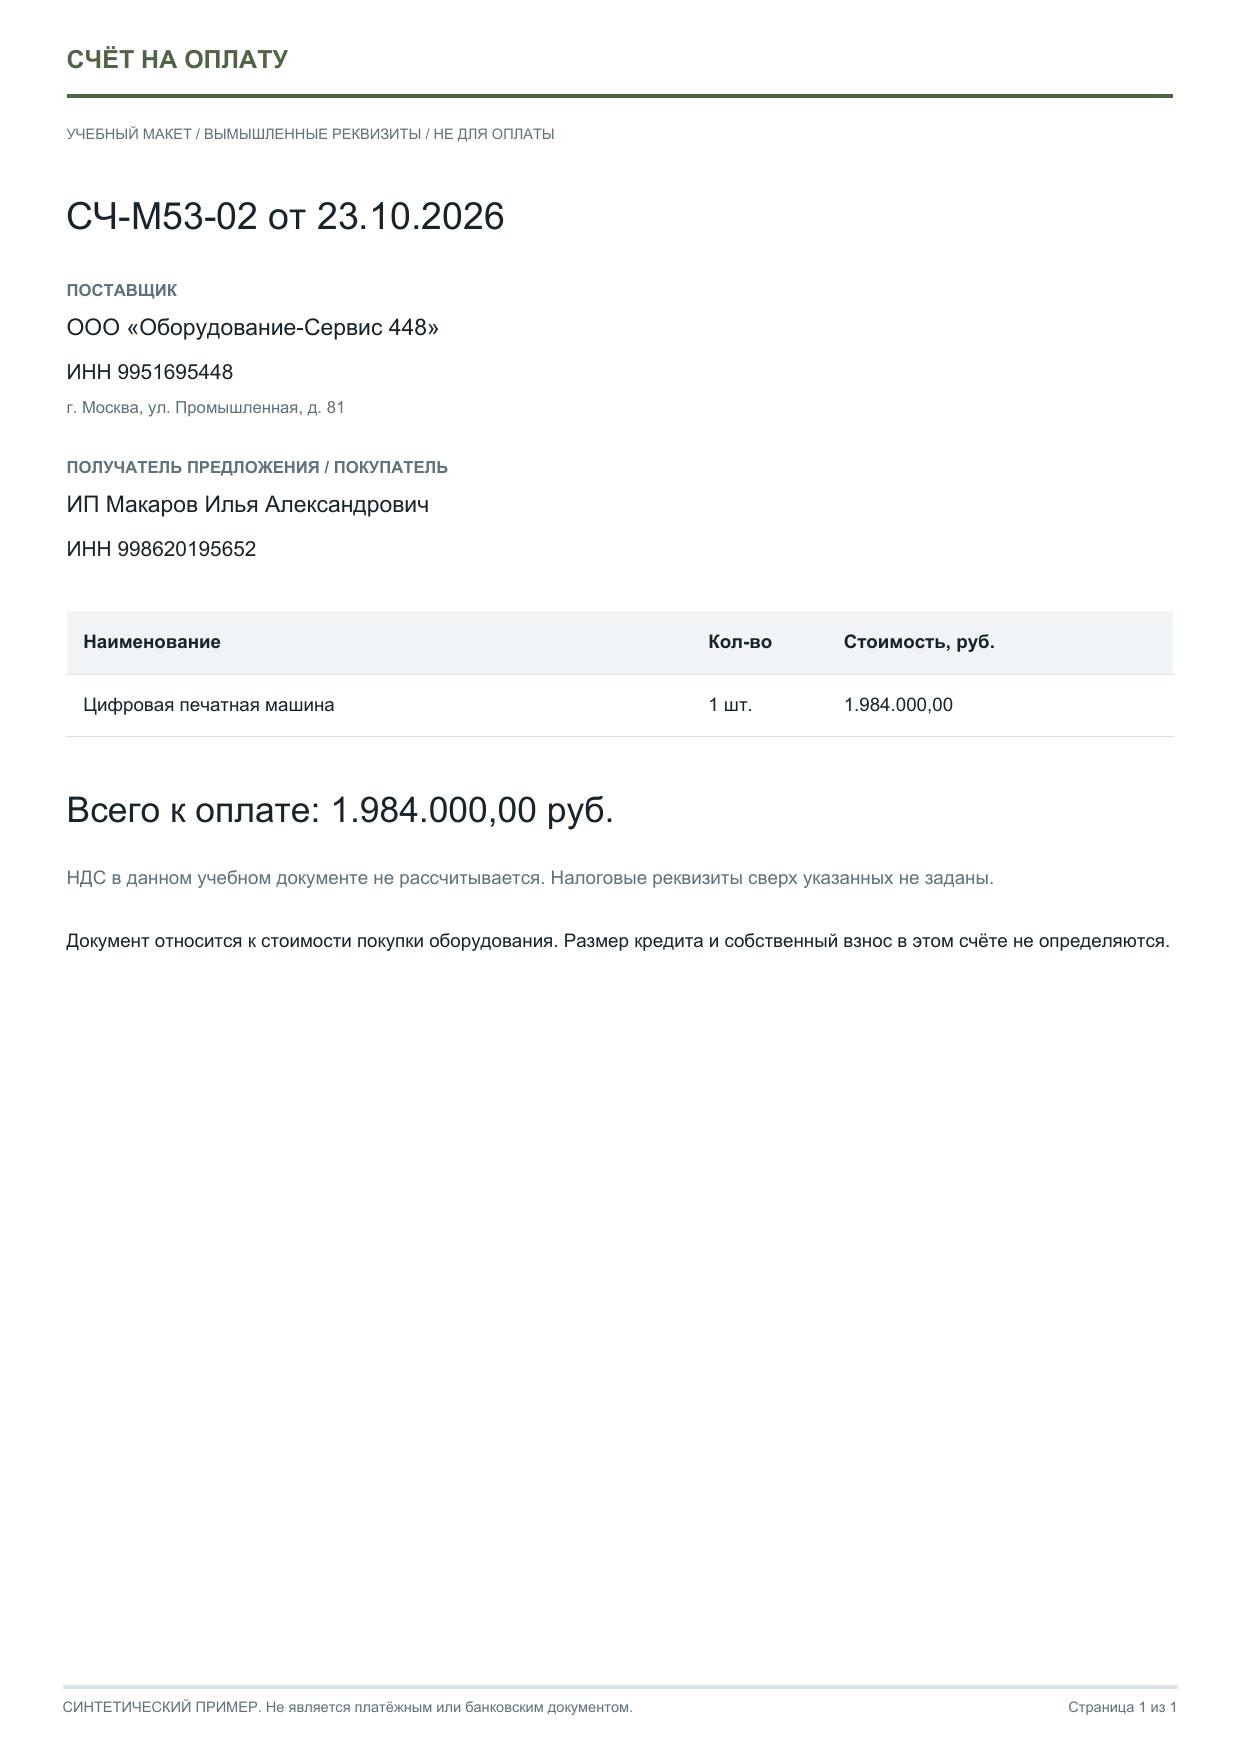 СЧЁТ НА ОПЛАТУ
УЧЕБНЫЙ МАКЕТ / ВЫМЫШЛЕННЫЕ РЕКВИЗИТЫ / НЕ ДЛЯ ОПЛАТЫ
СЧ-М53-02 от 23.10.2026
ПОСТАВЩИК
ООО «Оборудование-Сервис 448»
ИНН 9951695448
г. Москва, ул. Промышленная, д. 81
ПОЛУЧАТЕЛЬ ПРЕДЛОЖЕНИЯ / ПОКУПАТЕЛЬ
ИП Макаров Илья Александрович
ИНН 998620195652
Наименование Кол-во Стоимость, руб.
Цифровая печатная машина 1 шт. 1.984.000,00
Всего к оплате: 1.984.000,00 руб.
НДС в данном учебном документе не рассчитывается. Налоговые реквизиты сверх указанных не заданы.
Документ относится к стоимости покупки оборудования. Размер кредита и собственный взнос в этом счёте не определяются.
СИНТЕТИЧЕСКИЙ ПРИМЕР. Не является платёжным или банковским документом. Страница 1 из 1